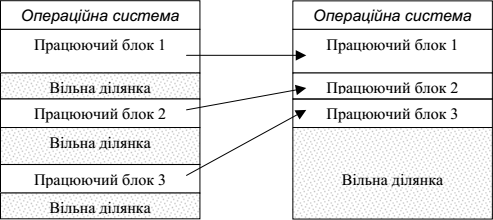 Операційна система
Працюючий блок 1
Вільна ділянка
Працюючий блок 2
Вільна ділянка
Працюючий блок 3
Вільна ділянка
Операційна система
Працюючий блок 1
Працюючий блок 2
Працюючий блок 3
Вільна ділянка